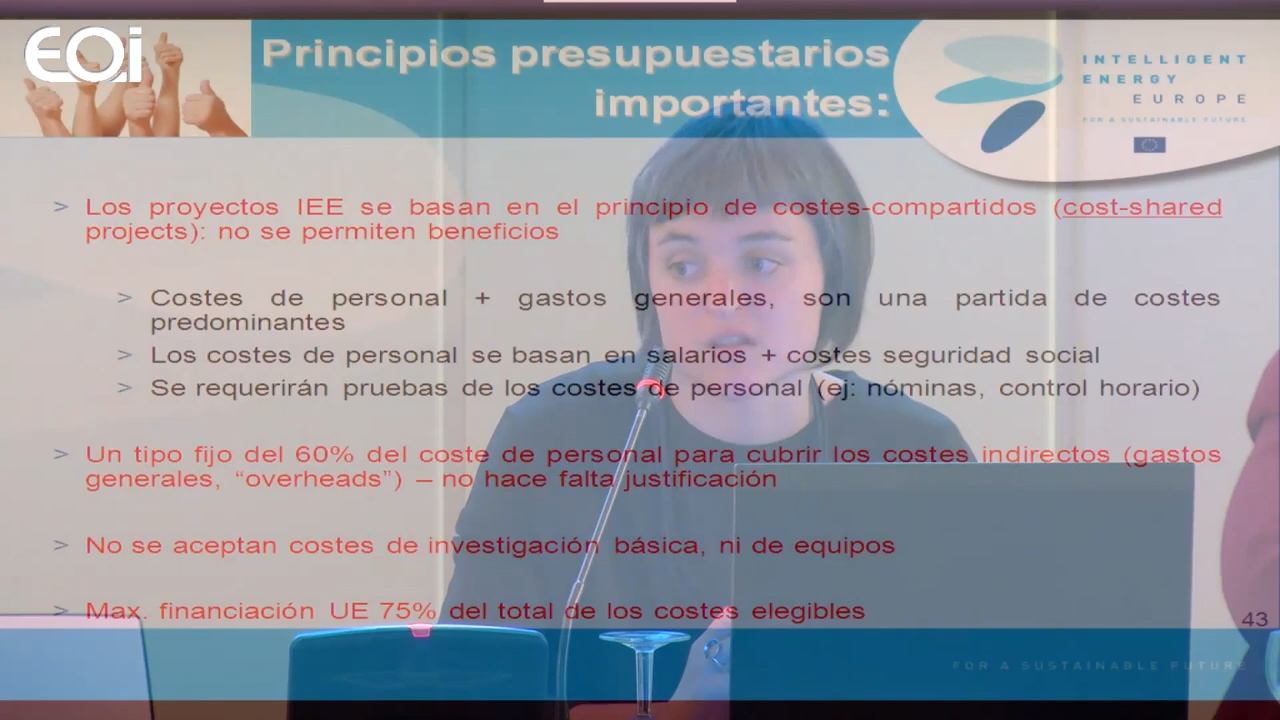 EOi
Principios presupuestarios
importantes:
INTELLIGENT
ENERGY
EUROPE
FOR A SUSTAINABLE FUTURE
> Los proyectos IEE se basan en el principio de costes-compartidos (cost-shared
projects): no se permiten beneficios
> Costes de personal + gastos generales, son una partida de costes
predominantes
> Los costes de personal se basan en salarios + costes seguridad social
> Se requerirán pruebas de los costes de personal (ej: nóminas, control horario)
> Un tipo fijo del 60% del coste de personal para cubrir los costes indirectos (gastos
generales, “overheads”) – no hace falta justificación
> No se aceptan costes de investigación básica, ni de equipos
> Max. financiación UE 75% del total de los costes elegibles
43
FOR A SUSTAINABLE FUTURE